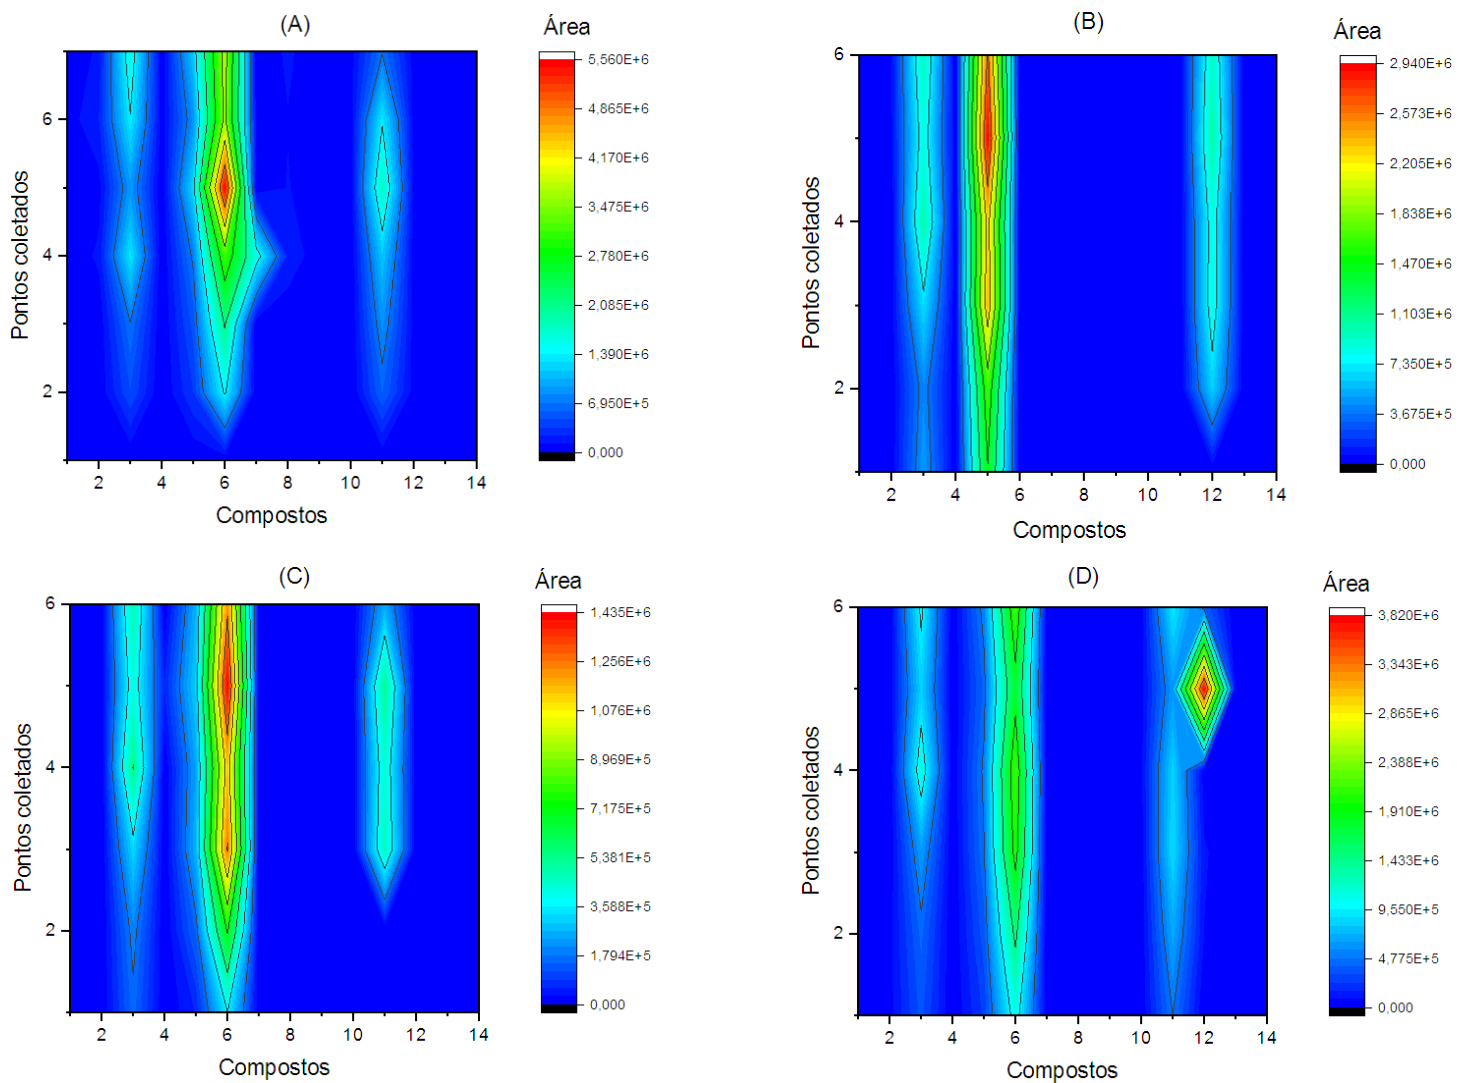 (A)
Área
5,560E+6
4,865E+6
4,170E+6
3,475E+6
2,780E+6
2,085E+6
1,390E+6
6,950E+5
0,000
Pontos coletados
6
4
2
2 4 6 8 10 12 14
Compostos
(B)
Área
2,940E+6
2,573E+6
2,205E+6
1,838E+6
1,470E+6
1,103E+6
7,350E+5
3,675E+5
0,000
Pontos coletados
6
4
2
2 4 6 8 10 12 14
Compostos
(C)
Área
1,435E+6
1,256E+6
1,076E+6
8,969E+5
7,175E+5
5,381E+5
3,588E+5
1,794E+5
0,000
Pontos coletados
6
4
2
2 4 6 8 10 12 14
Compostos
(D)
Área
3,820E+6
3,343E+6
2,865E+6
2,388E+6
1,910E+6
1,433E+6
9,550E+5
4,775E+5
0,000
Pontos coletados
6
4
2
2 4 6 8 10 12 14
Compostos